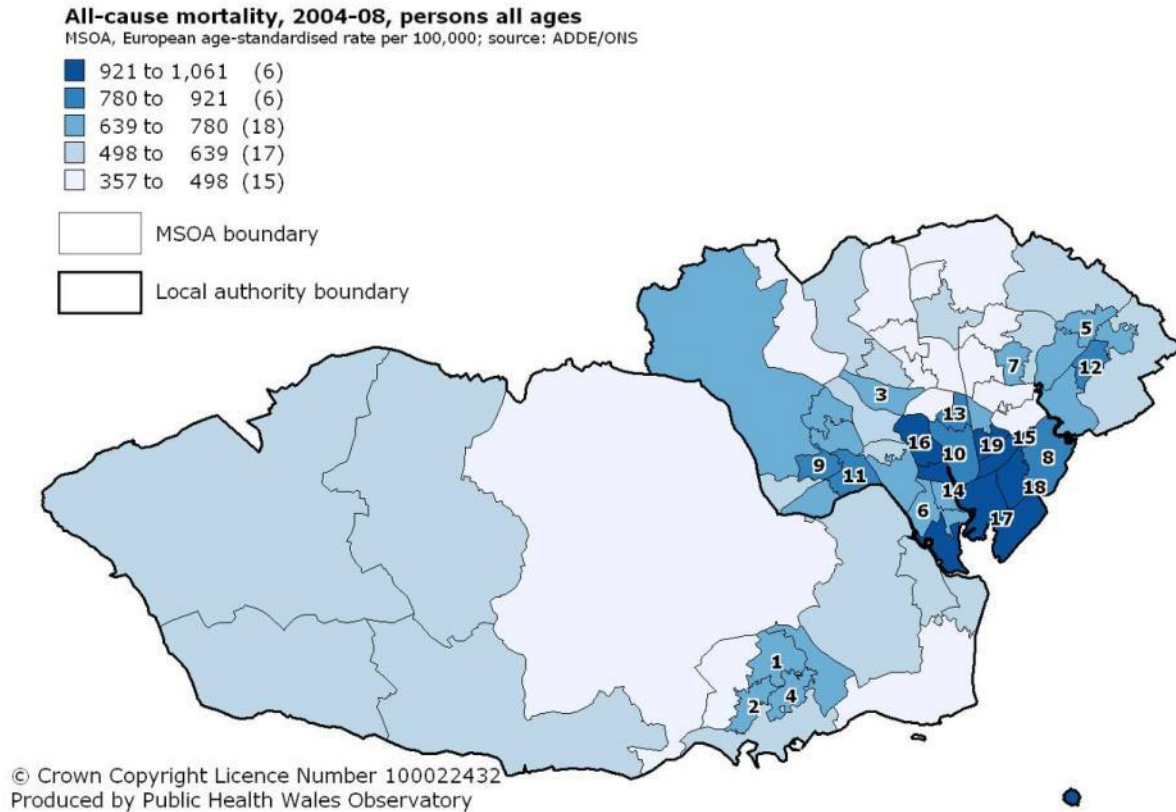 All-cause mortality, 2004-08, persons all ages
MSOA, European age-standardised rate per 100,000; source: ADDE/ONS
921 to 1,061 (6)
780 to 921 (6)
639 to 780 (18)
498 to 639 (17)
357 to 498 (15)
MSOA boundary
Local authority boundary
5
7
12
3
13
16
19
15
10
8
9
11
14
18
6
17
1
4
2
© Crown Copyright Licence Number 100022432
Produced by Public Health Wales Observatory